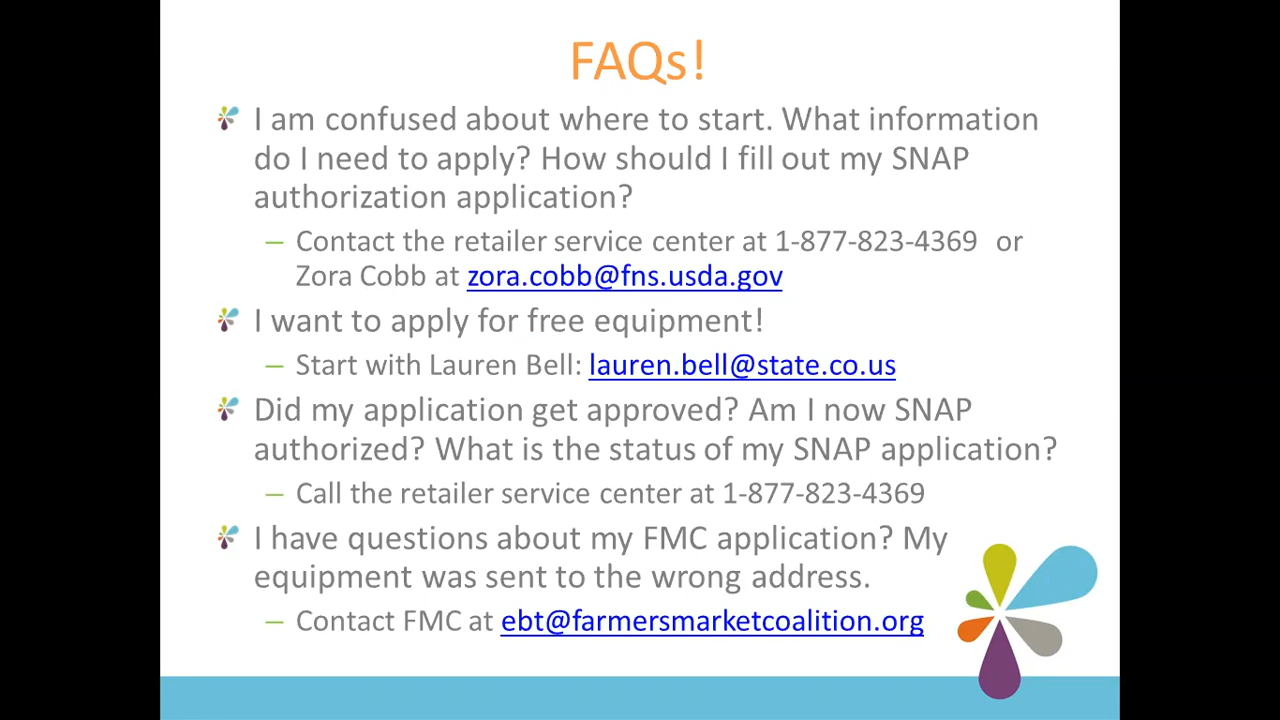 FAQs!
I am confused about where to start. What information
do I need to apply? How should I fill out my SNAP
authorization application?
– Contact the retailer service center at 1-877-823-4369 or
Zora Cobb at zora.cobb@fns.usda.gov
I want to apply for free equipment!
– Start with Lauren Bell: lauren.bell@state.co.us
Did my application get approved? Am I now SNAP
authorized? What is the status of my SNAP application?
– Call the retailer service center at 1-877-823-4369
I have questions about my FMC application? My
equipment was sent to the wrong address.
– Contact FMC at ebt@farmersmarketcoalition.org